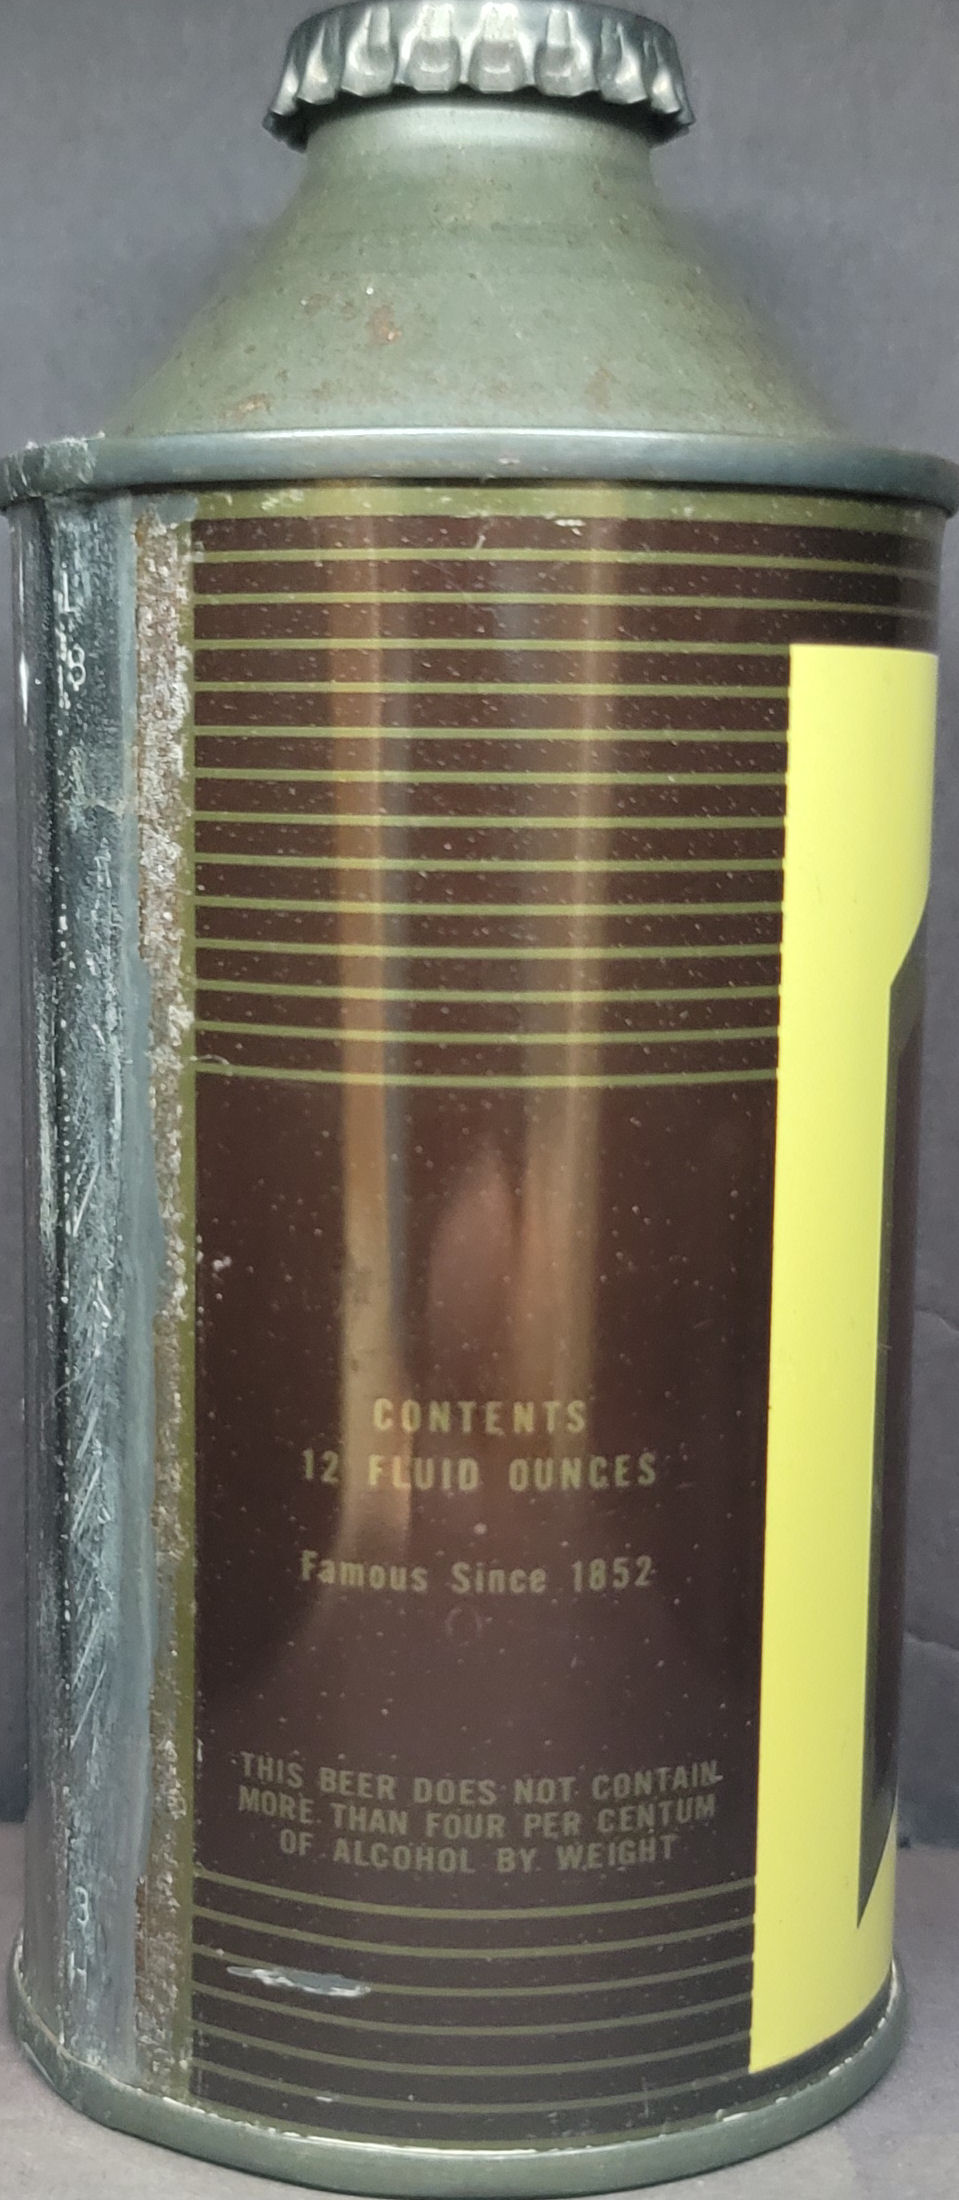 CONTENTS
12 FLUID OUNCES
Famous Since 1852
THIS BEER DOES NOT CONTAIN
MORE THAN FOUR PER CENTUM
OF ALCOHOL BY WEIGHT